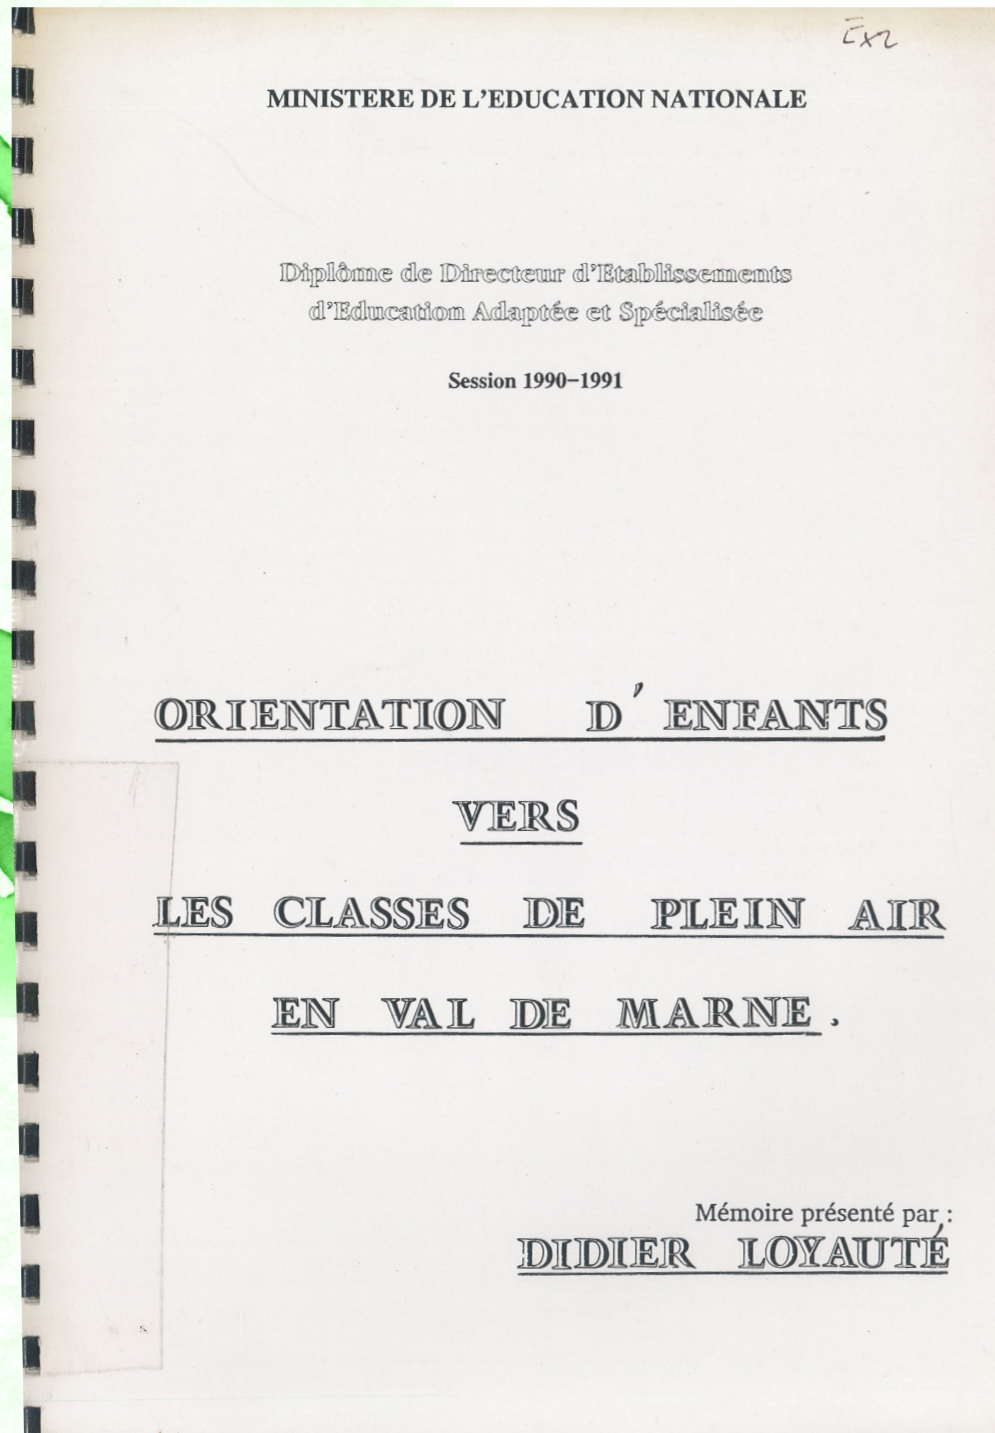 Ex2
MINISTERE DE L'EDUCATION NATIONALE
Diplôme de Directeur d'Etablissements
d'Education Adaptée et Spécialisée
Session 1990-1991
ORIENTATION D'ENFANTS
VERS
LES CLASSES DE PLEIN AIR
EN VAL DE MARNE.
Mémoire présenté par :
DIDIER LOYAUTÉ